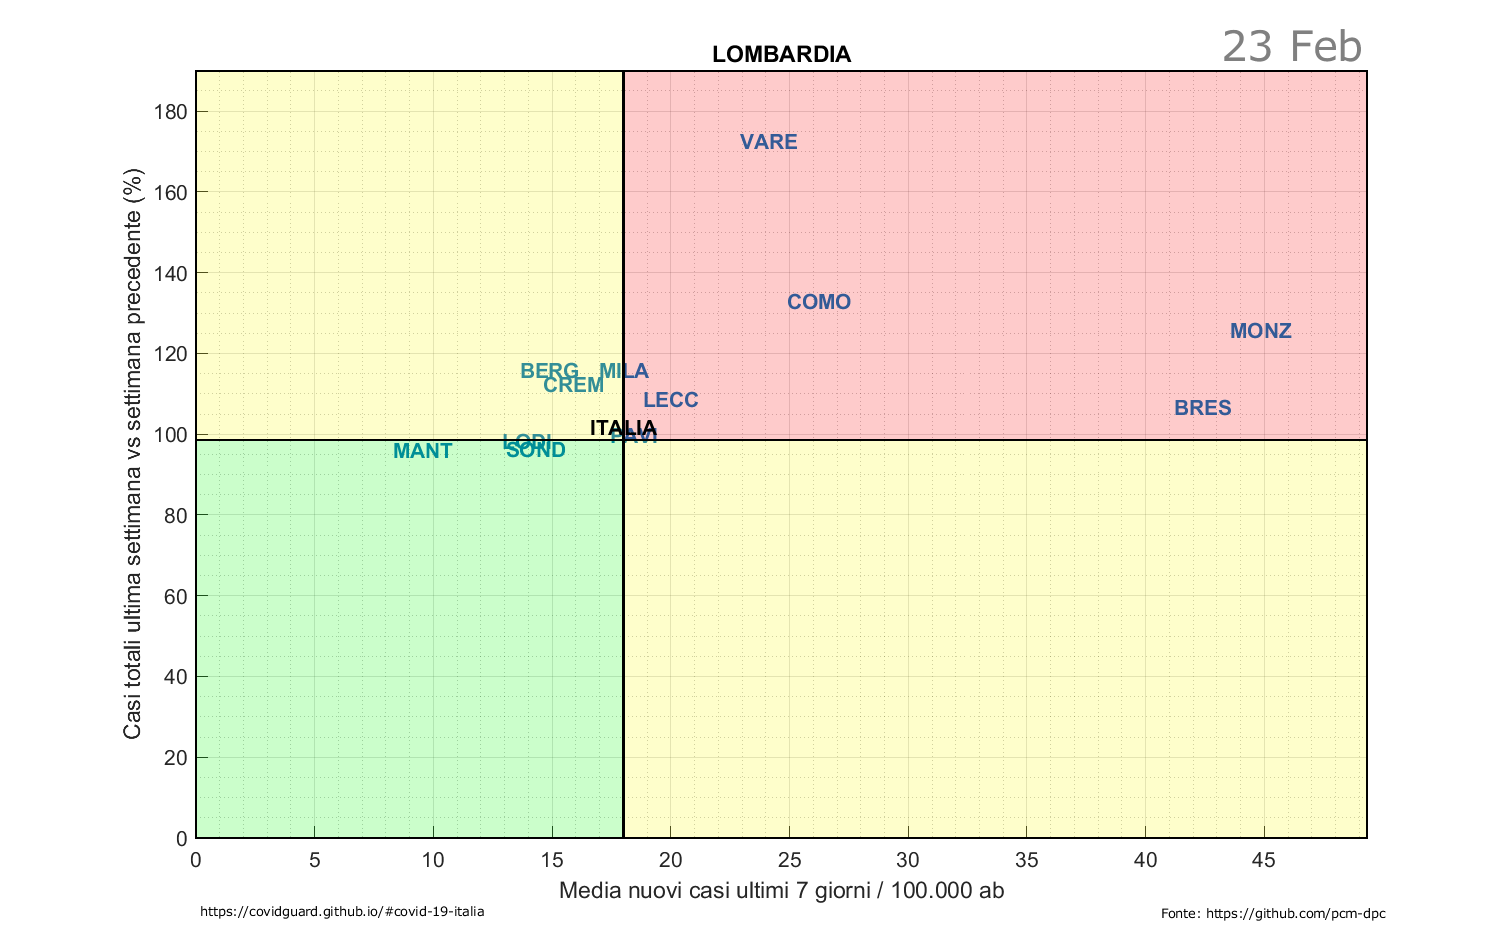 23 Feb
LOMBARDIA
Casi totali ultima settimana vs settimana precedente (%)
180
160
140
120
100
80
60
40
20
0
VARE
COMO
MONZ
BERG
MILA
CREM
LECC
BRES
ITALIA
PAVI
LODI
SOND
MANT
0 5 10 15 20 25 30 35 40 45
Media nuovi casi ultimi 7 giorni / 100.000 ab
https://covidguard.github.io/#covid-19-italia
Fonte: https://github.com/pcm-dpc